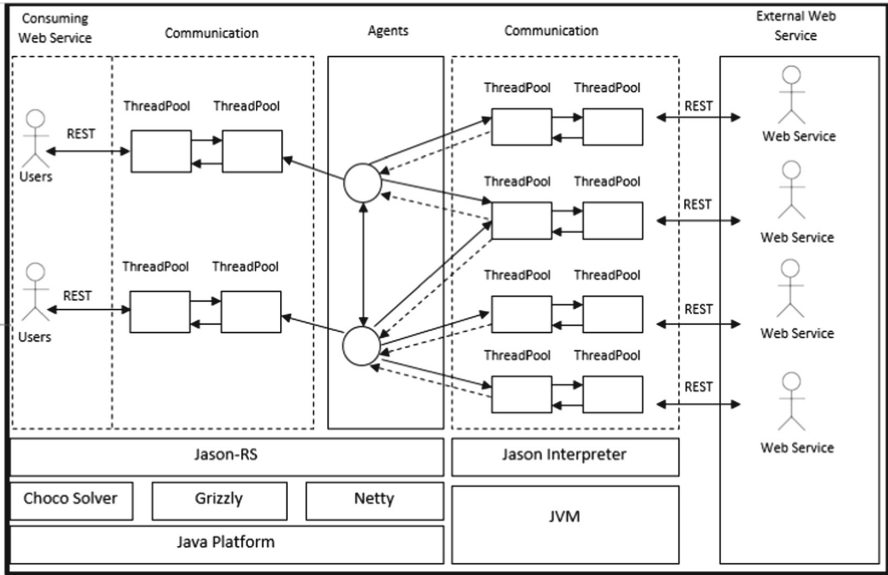 Consuming
Web Service
Communication
Agents
Communication
External Web
Service
ThreadPool ThreadPool
REST
Users
ThreadPool ThreadPool
REST
Users
ThreadPool ThreadPool
REST
Web Service
ThreadPool ThreadPool
REST
Web Service
ThreadPool ThreadPool
REST
Web Service
ThreadPool ThreadPool
REST
Web Service
Jason-RS
Jason Interpreter
Choco Solver
Grizzly
Netty
JVM
Java Platform